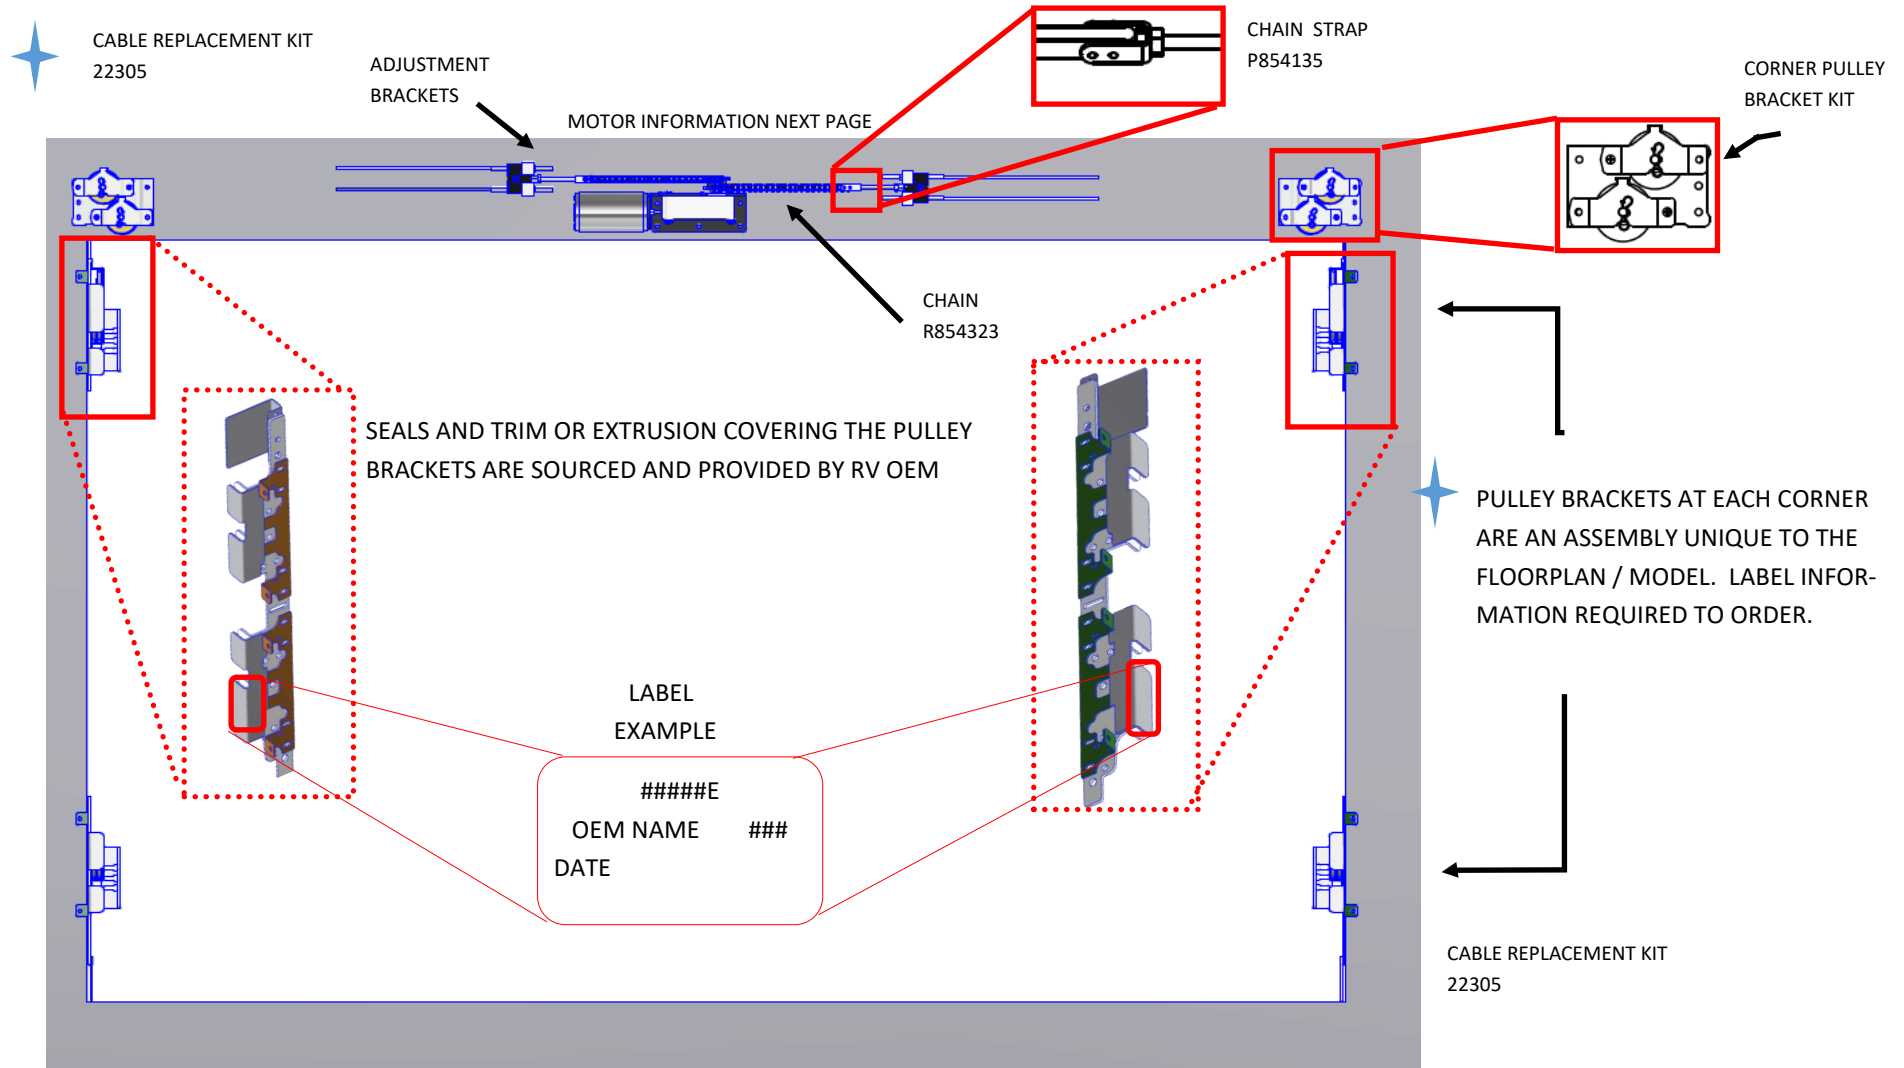 CABLE REPLACEMENT KIT
22305
ADJUSTMENT
BRACKETS
MOTOR INFORMATION NEXT PAGE
CHAIN STRAP
P854135
CORNER PULLEY
BRACKET KIT
CHAIN
R854323
SEALS AND TRIM OR EXTRUSION COVERING THE PULLEY
BRACKETS ARE SOURCED AND PROVIDED BY RV OEM
PULLEY BRACKETS AT EACH CORNER
ARE AN ASSEMBLY UNIQUE TO THE
FLOORPLAN / MODEL. LABEL INFOR-
MATION REQUIRED TO ORDER.
LABEL
EXAMPLE
#####E
OEM NAME ###
DATE
CABLE REPLACEMENT KIT
22305